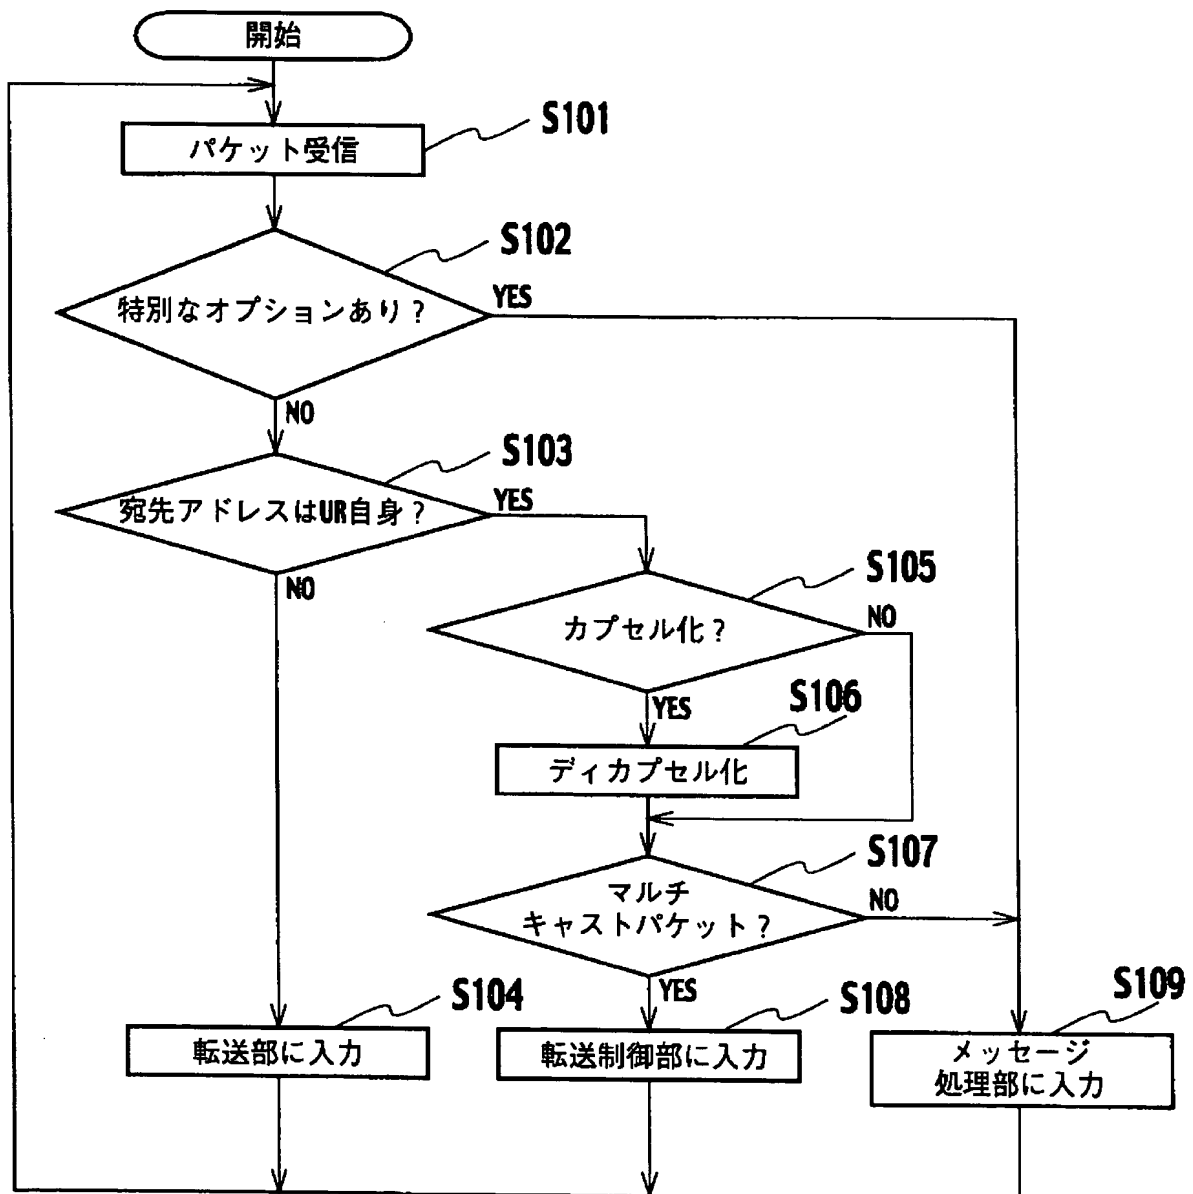 開始
S101
パケット受信
S102
特別なオプションあり?
YES
NO
S103
宛先アドレスはUR自身?
YES
NO
S105
カプセル化?
NO
YES
S106
ディカプセル化
S107
マルチ
キャストパケット?
NO
YES
S104
転送部に入力
S108
転送制御部に入力
S109
メッセージ
処理部に入力